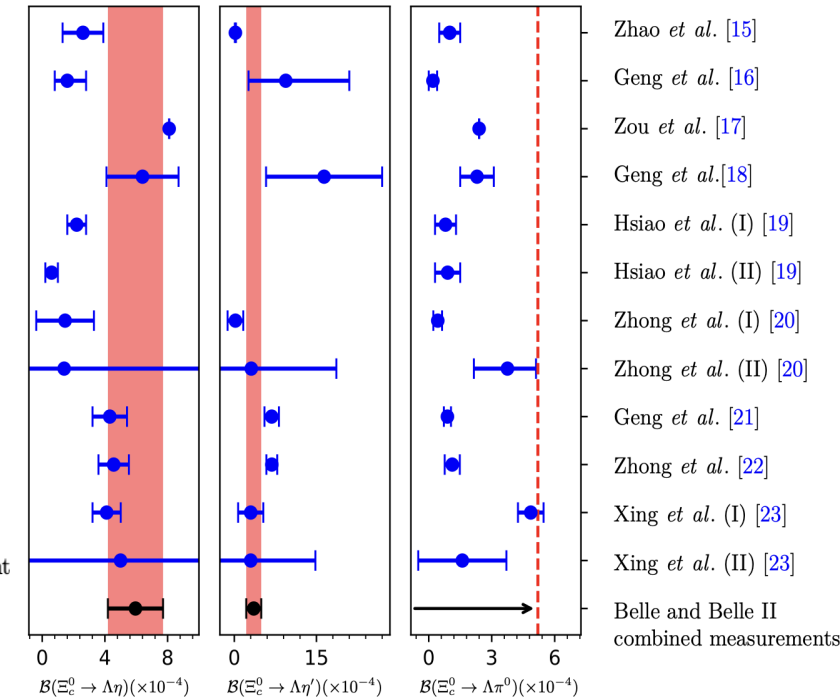 Zhao et al. [15]
Geng et al. [16]
Zou et al. [17]
Geng et al.[18]
Hsiao et al. (I) [19]
Hsiao et al. (II) [19]
Zhong et al. (I) [20]
Zhong et al. (II) [20]
Geng et al. [21]
Zhong et al. [22]
Xing et al. (I) [23]
Xing et al. (II) [23]
Belle and Belle II
combined measurements
0 4 8
0 15
0 3 6
ℬ(Ξ_c^0 → Λη)(×10^{-4})
ℬ(Ξ_c^0 → Λη′)(×10^{-4})
ℬ(Ξ_c^0 → Λπ^0)(×10^{-4})